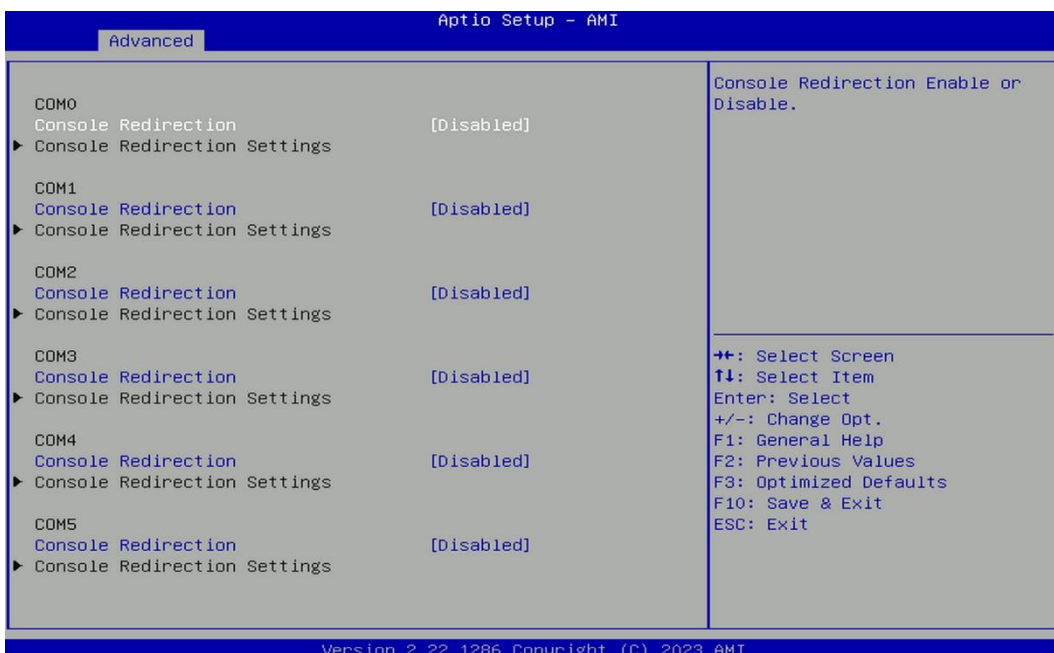 Aptio Setup – AMI
Advanced
COM0
Console Redirection [Disabled]
▶ Console Redirection Settings
COM1
Console Redirection [Disabled]
▶ Console Redirection Settings
COM2
Console Redirection [Disabled]
▶ Console Redirection Settings
COM3
Console Redirection [Disabled]
▶ Console Redirection Settings
COM4
Console Redirection [Disabled]
▶ Console Redirection Settings
COM5
Console Redirection [Disabled]
▶ Console Redirection Settings
Console Redirection Enable or
Disable.
→←: Select Screen
↑↓: Select Item
Enter: Select
+/-: Change Opt.
F1: General Help
F2: Previous Values
F3: Optimized Defaults
F10: Save & Exit
ESC: Exit
Version 2.22.1286 Copyright (C) 2023 AMI